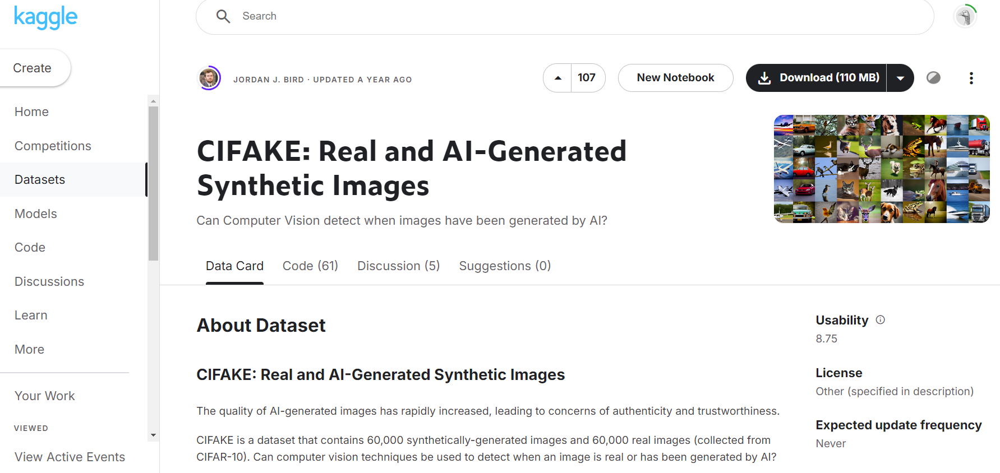 kaggle
Search
Create
Home
Competitions
Datasets
Models
Code
Discussions
Learn
More
Your Work
VIEWED
View Active Events
JORDAN J. BIRD · UPDATED A YEAR AGO
107
New Notebook
Download (110 MB)
CIFAKE: Real and AI-Generated
Synthetic Images
Can Computer Vision detect when images have been generated by AI?
Data Card
Code (61)
Discussion (5)
Suggestions (0)
About Dataset
CIFAKE: Real and AI-Generated Synthetic Images
The quality of AI-generated images has rapidly increased, leading to concerns of authenticity and trustworthiness.
CIFAKE is a dataset that contains 60,000 synthetically-generated images and 60,000 real images (collected from
CIFAR-10). Can computer vision techniques be used to detect when an image is real or has been generated by AI?
Usability
8.75
License
Other (specified in description)
Expected update frequency
Never